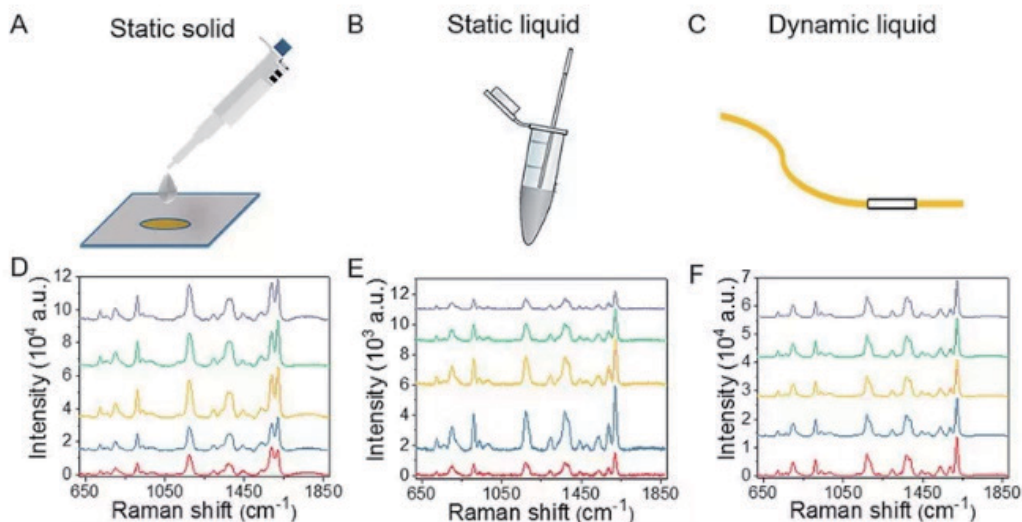 A Static solid
B Static liquid
C Dynamic liquid
D
Intensity (10⁴ a.u.)
12
10
8
6
4
2
0
650 1050 1450 1850
Raman shift (cm⁻¹)
E
Intensity (10³ a.u.)
12
10
8
6
4
2
0
650 1050 1450 1850
Raman shift (cm⁻¹)
F
Intensity (10⁴ a.u.)
7
6
5
4
3
2
1
0
650 1050 1450 1850
Raman shift (cm⁻¹)